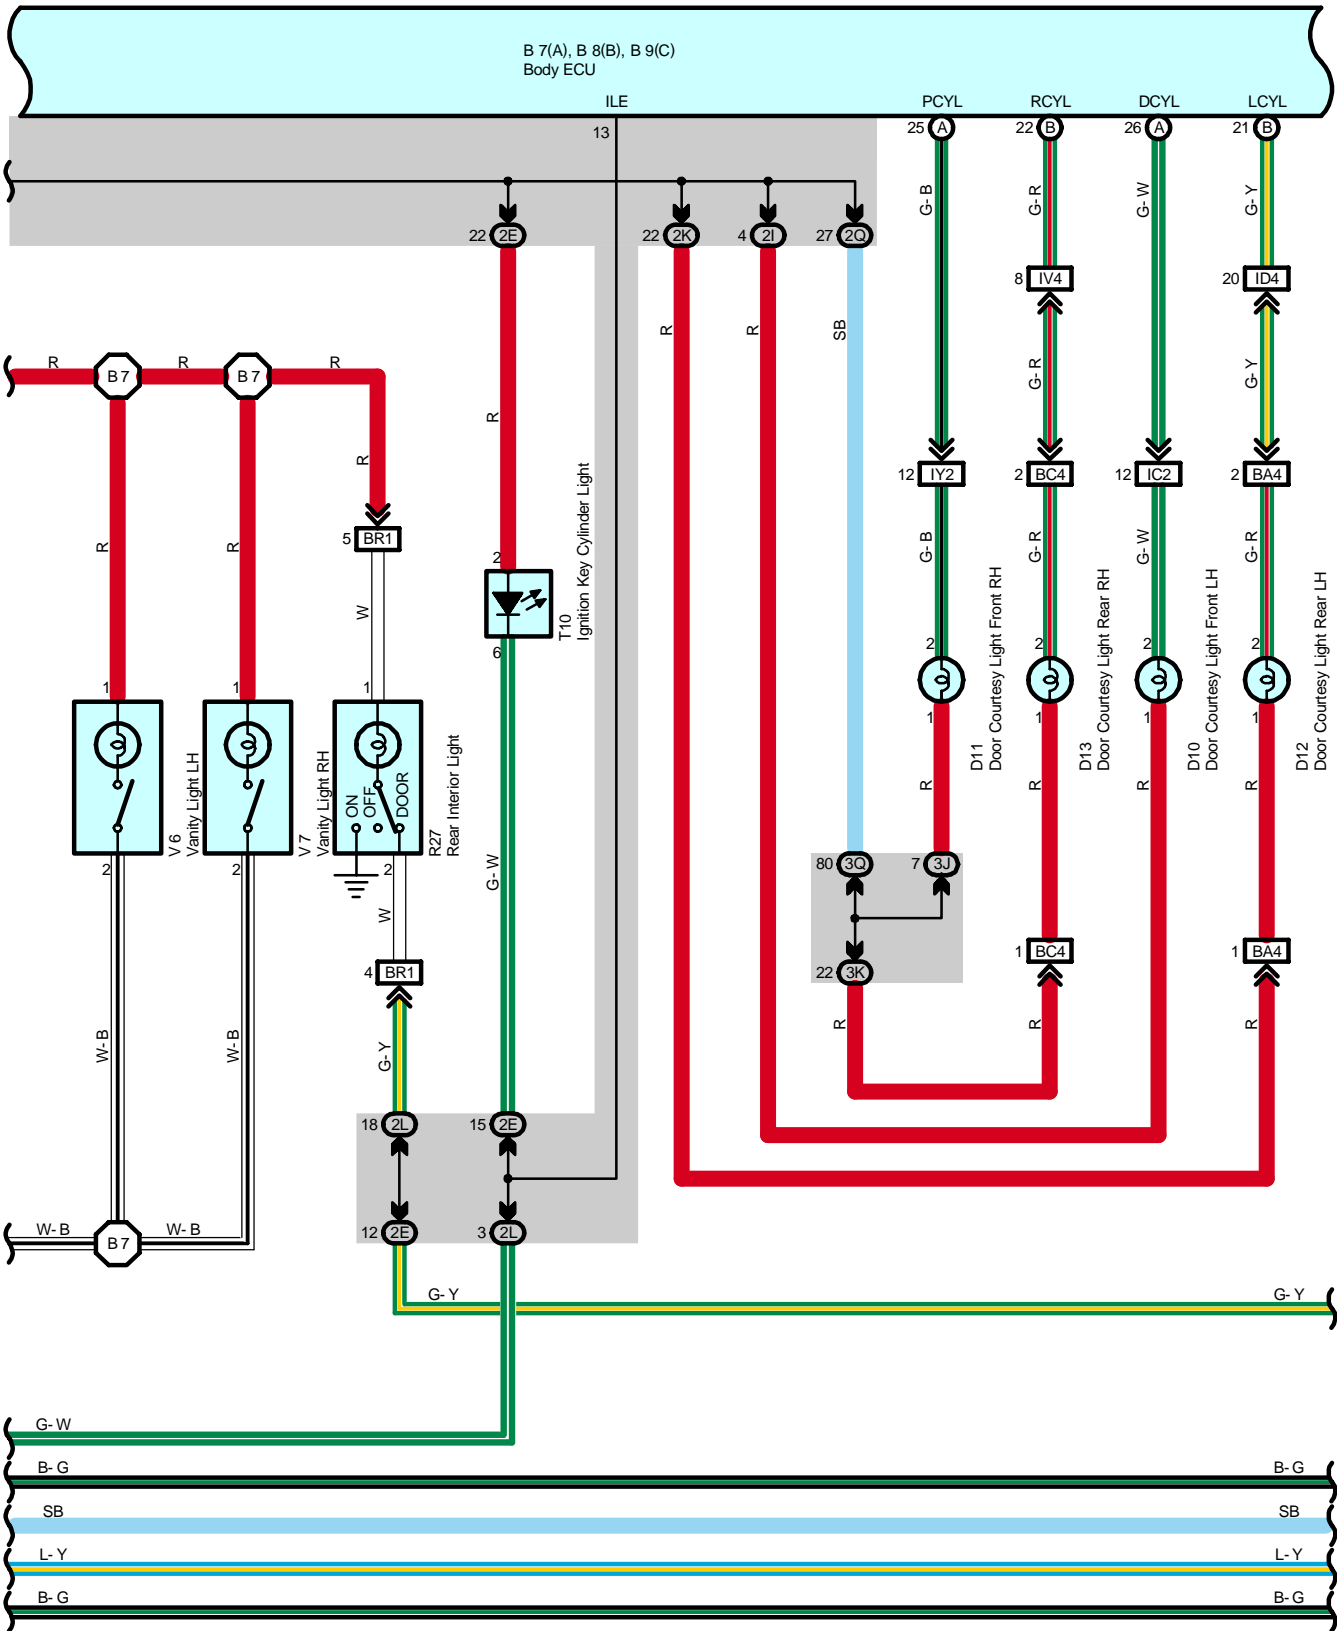 B 7(A), B 8(B), B 9(C)
Body ECU
ILE
PCYL
RCYL
DCYL
LCYL
13
25 A
22 B
26 A
21 B
G- B
G- R
G- W
G- Y
22 2E
22 2K
4 2I
27 2Q
8 IV4
20 ID4
R
R
SB
R
R
R
B 7
B 7
G- R
G- Y
R
R
12 IY2
2 BC4
12 IC2
2 BA4
5 BR1
R
R
W
G- B
G- R
G- W
G- R
2
T10
Ignition Key Cylinder Light
6
2
2
2
2
D11
Door Courtesy Light Front RH
D13
Door Courtesy Light Rear RH
D10
Door Courtesy Light Front LH
D12
Door Courtesy Light Rear LH
1
1
1
1
1
1
1
V 6
Vanity Light LH
V 7
Vanity Light RH
ON
OFF
DOOR
R27
Rear Interior Light
R
R
R
R
2
2
2
G- W
80 3Q
7 3J
W
4 BR1
22 3K
1 BC4
1 BA4
W- B
W- B
G- Y
R
R
R
18 2L
15 2E
W- B
B 7
W- B
12 2E
3 2L
G- Y
G- Y
G- W
B- G
B- G
SB
SB
L- Y
L- Y
B- G
B- G